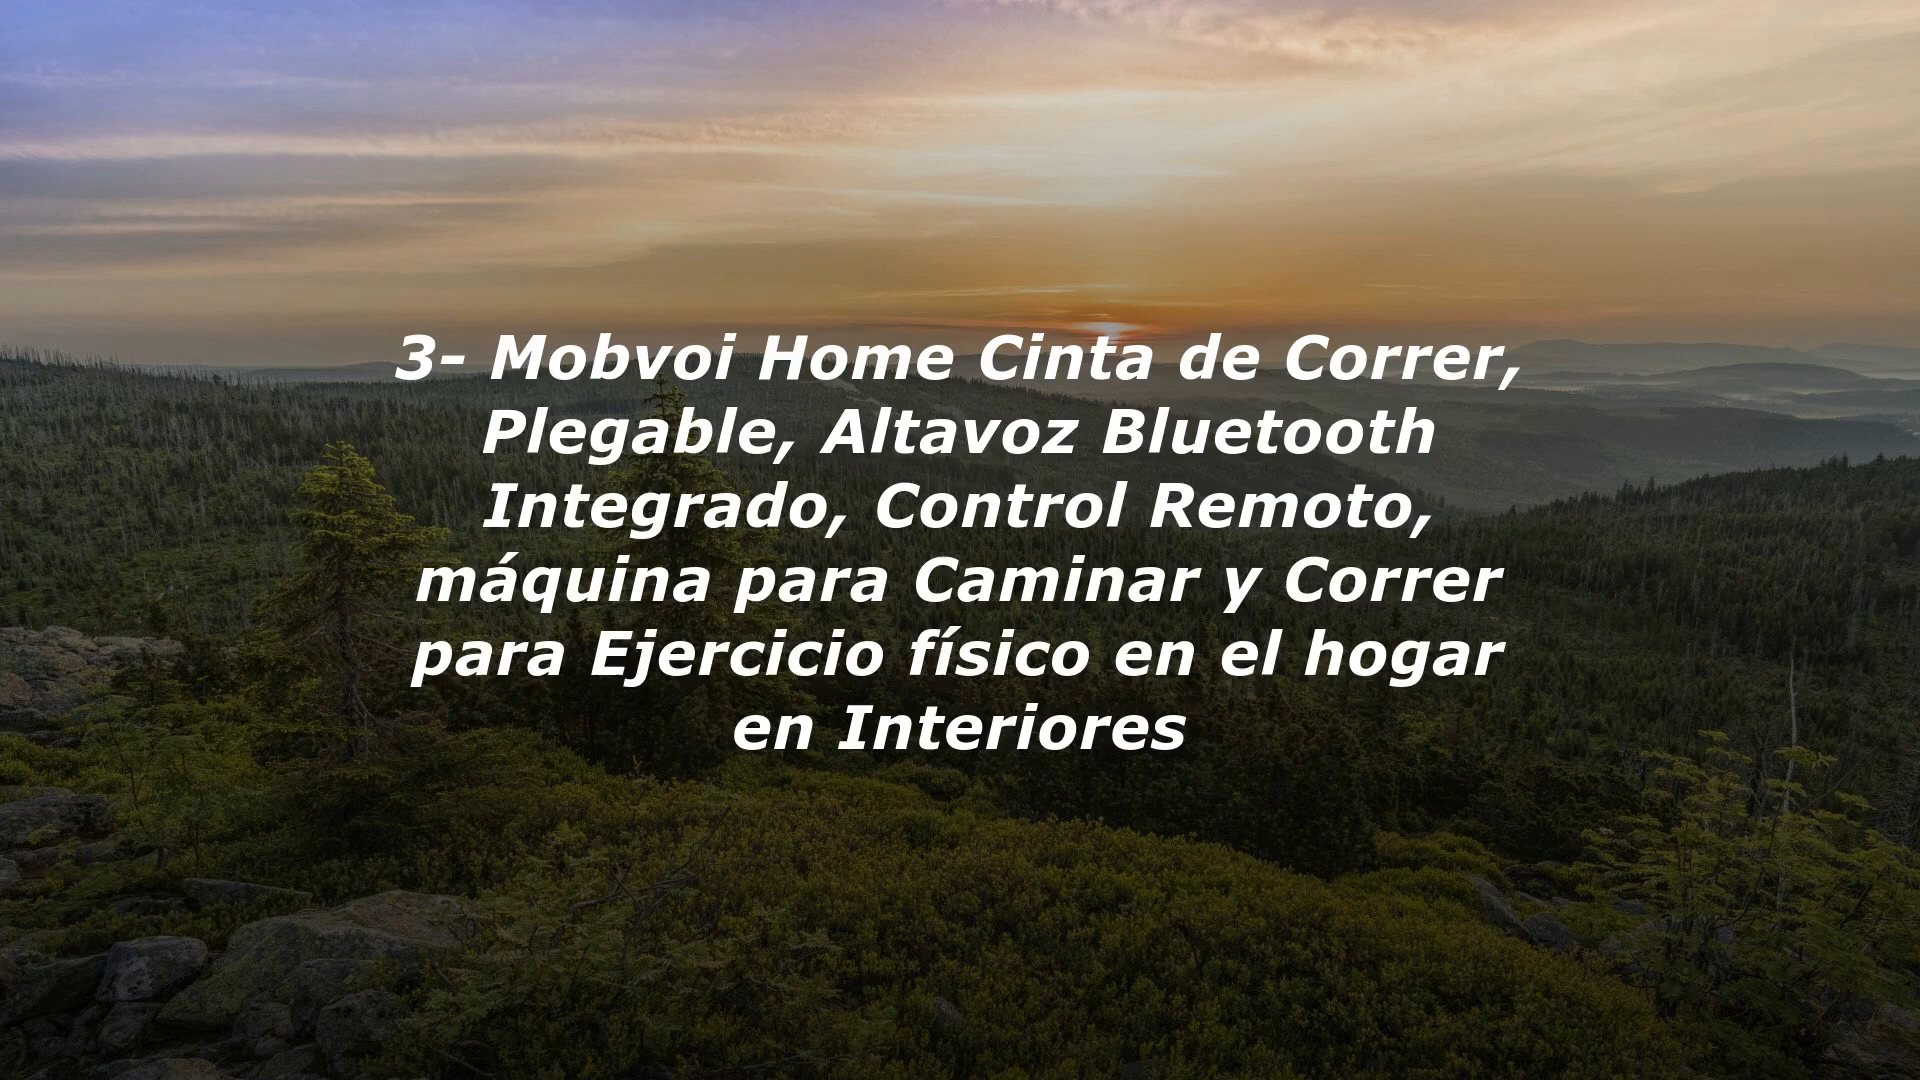 3- Mobvoi Home Cinta de Correr,
Plegable, Altavoz Bluetooth
Integrado, Control Remoto,
máquina para Caminar y Correr
para Ejercicio físico en el hogar
en Interiores